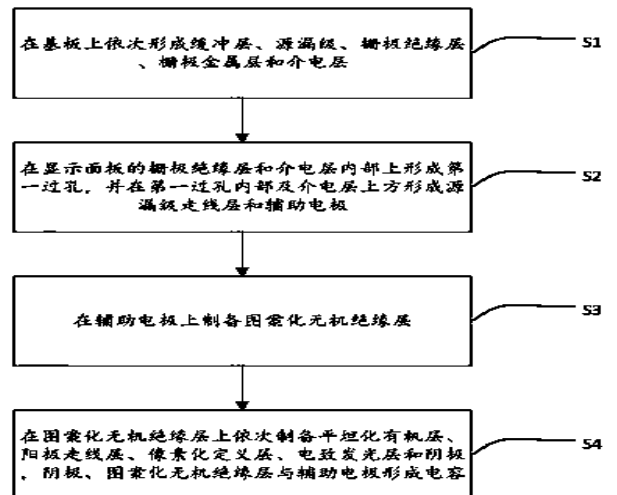 在基板上依次形成缓冲层、源漏级、栅极绝缘层
、栅极金属层和介电层
S1
在显示面板的栅极绝缘层和介电层内部上形成第
一过孔，并在第一过孔内部及介电层上方形成源
漏级走线层和辅助电极
S2
在辅助电极上制备图案化无机绝缘层
S3
在图案化无机绝缘层上依次制备平坦化有机层、
阳极走线层、像素化定义层、电致发光层和阴极
、阴极、图案化无机绝缘层与辅助电极形成电容
S4